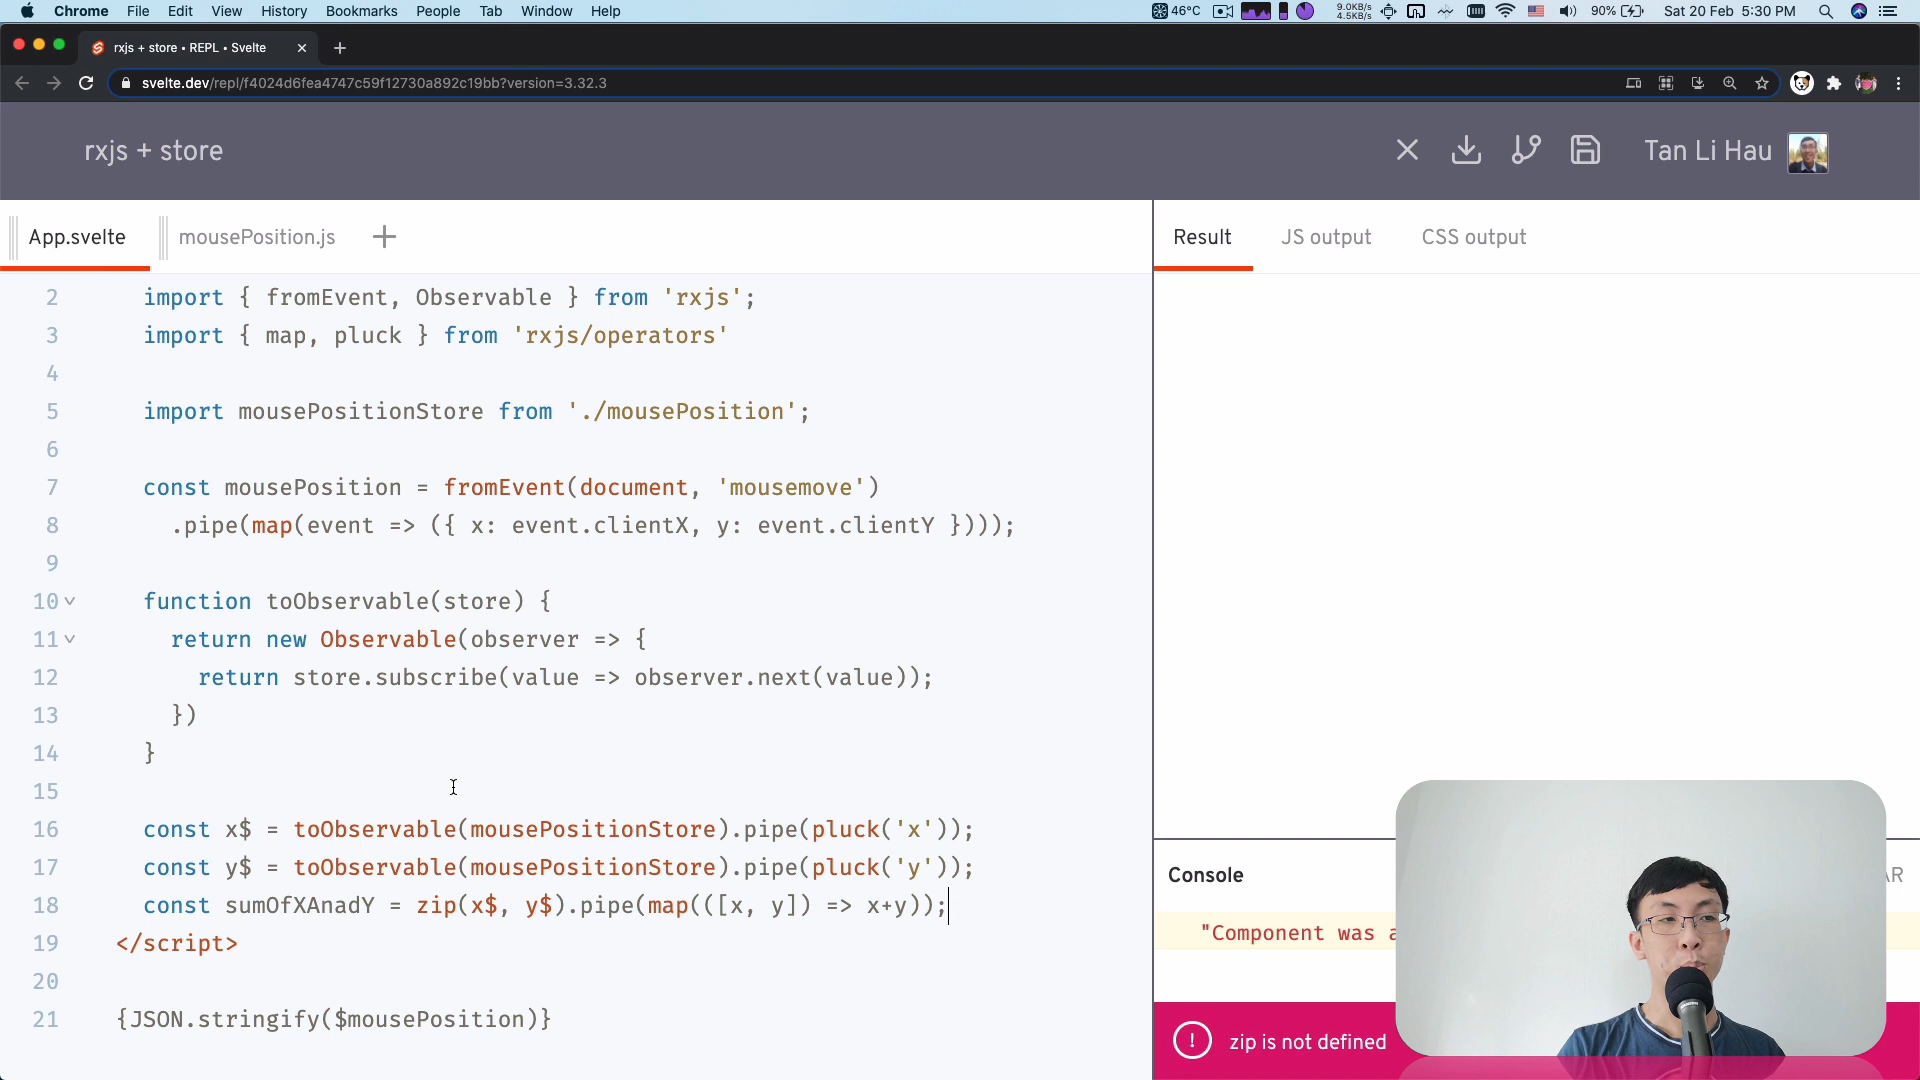 Chrome File Edit View History Bookmarks People Tab Window Help 46°C 9.0KB/s 4.5KB/s 90% Sat 20 Feb 5:30 PM
rxjs + store • REPL • Svelte
svelte.dev/repl/f4024d6fea4747c59f12730a892c19bb?version=3.32.3
rxjs + store Tan Li Hau
App.svelte mousePosition.js Result JS output CSS output
2 import { fromEvent, Observable } from 'rxjs';
3 import { map, pluck } from 'rxjs/operators'
4
5 import mousePositionStore from './mousePosition';
6
7 const mousePosition = fromEvent(document, 'mousemove')
8 .pipe(map(event => ({ x: event.clientX, y: event.clientY })));
9
10 function toObservable(store) {
11 return new Observable(observer => {
12 return store.subscribe(value => observer.next(value));
13 })
14 }
15
16 const x$ = toObservable(mousePositionStore).pipe(pluck('x'));
17 const y$ = toObservable(mousePositionStore).pipe(pluck('y'));
18 const sumOfXAnadY = zip(x$, y$).pipe(map(([x, y]) => x+y));
19 </script>
20
21 {JSON.stringify($mousePosition)}
Console
"Component was
zip is not defined